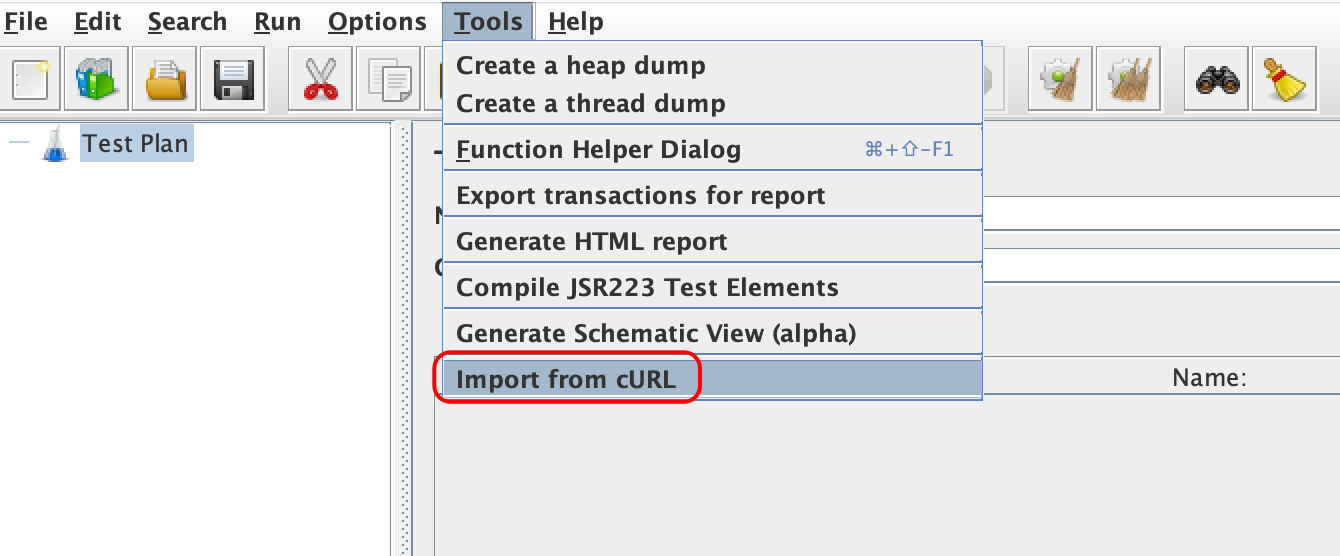 File Edit Search Run Options Tools Help
Create a heap dump
Create a thread dump
Test Plan
Function Helper Dialog ⌘+⇧-F1
Export transactions for report
Generate HTML report
Compile JSR223 Test Elements
Generate Schematic View (alpha)
Import from cURL
Name: